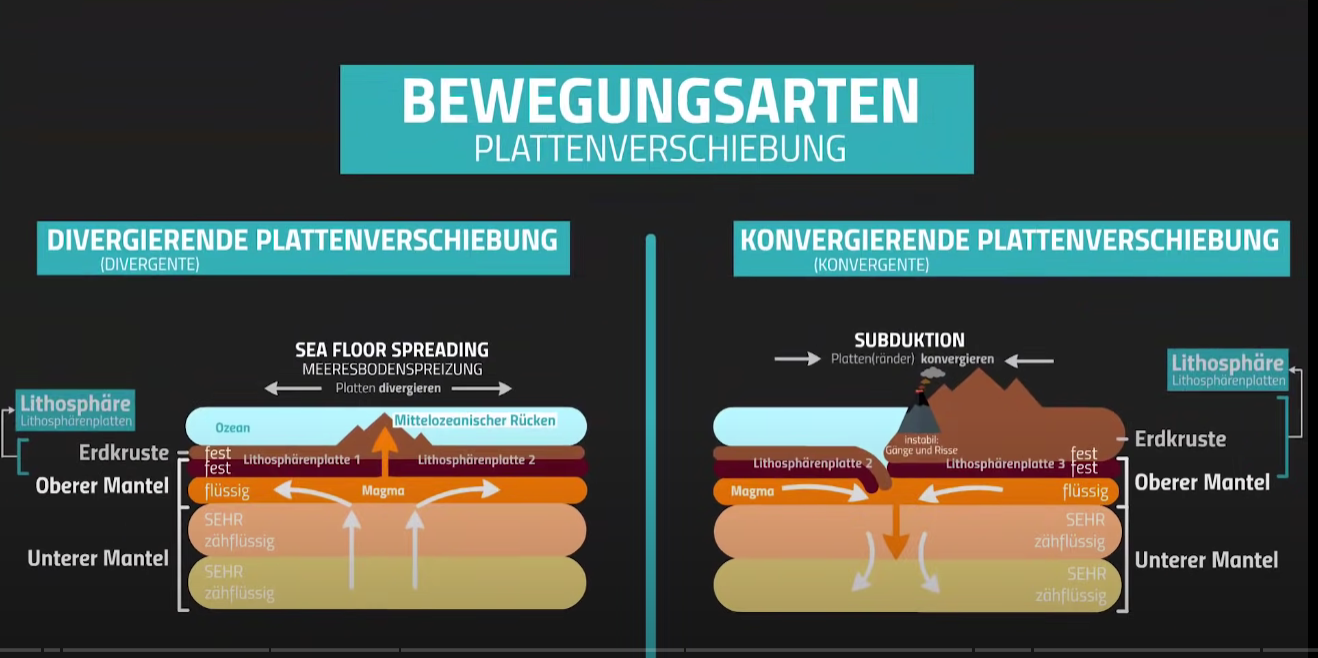 BEWEGUNGSARTEN
PLATTENVERSCHIEBUNG
DIVERGIERENDE PLATTENVERSCHIEBUNG
(DIVERGENTE)
SEA FLOOR SPREADING
MEERESBODENSPREIZUNG
Platten divergieren
Lithosphäre
Lithosphärenplatten
Ozean
Mittelozeanischer Rücken
Erdkruste
fest
fest
Lithosphärenplatte 1
Lithosphärenplatte 2
Oberer Mantel
flüssig
Magma
SEHR
zähflüssig
Unterer Mantel
SEHR
zähflüssig
KONVERGIERENDE PLATTENVERSCHIEBUNG
(KONVERGENTE)
SUBDUKTION
Platten(ränder) konvergieren
Lithosphäre
Lithosphärenplatten
instabil:
Gänge und Risse
Erdkruste
fest
fest
Lithosphärenplatte 2
Lithosphärenplatte 3
Oberer Mantel
Magma
flüssig
SEHR
zähflüssig
Unterer Mantel
SEHR
zähflüssig